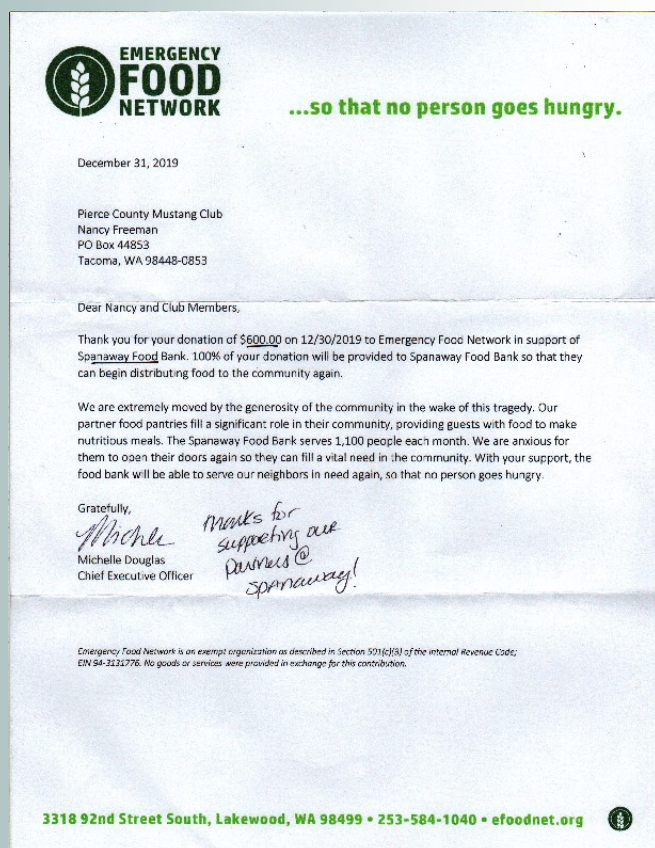 EMERGENCY
FOOD
NETWORK
...so that no person goes hungry.
December 31, 2019
Pierce County Mustang Club
Nancy Freeman
PO Box 44853
Tacoma, WA 98448-0853
Dear Nancy and Club Members,
Thank you for your donation of $600.00 on 12/30/2019 to Emergency Food Network in support of
Spanaway Food Bank. 100% of your donation will be provided to Spanaway Food Bank so that they
can begin distributing food to the community again.
We are extremely moved by the generosity of the community in the wake of this tragedy. Our
partner food pantries fill a significant role in their community, providing guests with food to make
nutritious meals. The Spanaway Food Bank serves 1,100 people each month. We are anxious for
them to open their doors again so they can fill a vital need in the community. With your support, the
food bank will be able to serve our neighbors in need again, so that no person goes hungry.
Gratefully,
Michelle
Michelle Douglas
Chief Executive Officer
Thanks for
supporting our
partners @
Spanaway!
Emergency Food Network is an exempt organization as described in Section 501(c)(3) of the Internal Revenue Code;
EIN 94-3131776. No goods or services were provided in exchange for this contribution.
3318 92nd Street South, Lakewood, WA 98499 • 253-584-1040 • efoodnet.org